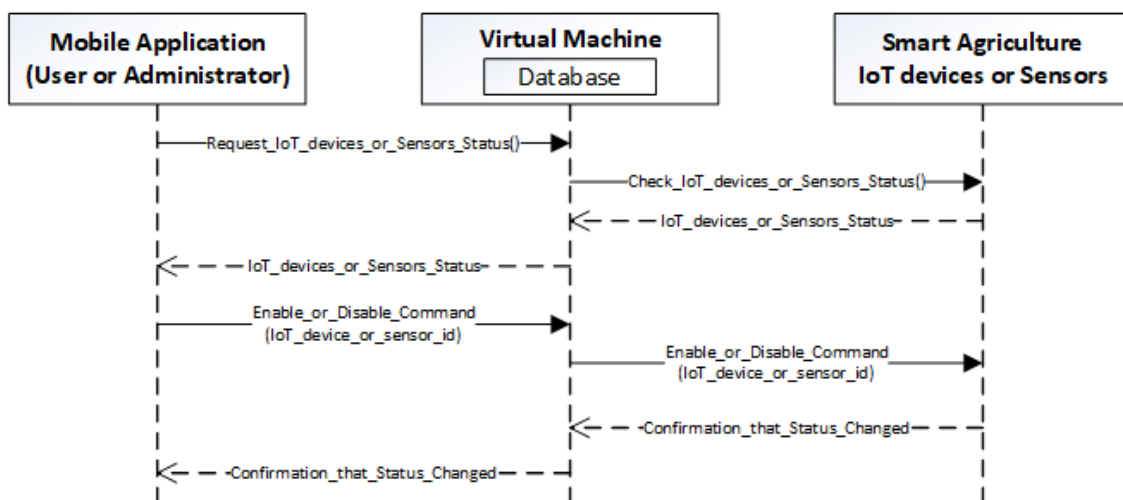 Mobile Application
(User or Administrator)
Virtual Machine
Database
Smart Agriculture
IoT devices or Sensors
Request_IoT_devices_or_Sensors_Status()
Check_IoT_devices_or_Sensors_Status()
IoT_devices_or_Sensors_Status
IoT_devices_or_Sensors_Status
Enable_or_Disable_Command
(IoT_device_or_sensor_id)
Enable_or_Disable_Command
(IoT_device_or_sensor_id)
Confirmation_that_Status_Changed
Confirmation_that_Status_Changed